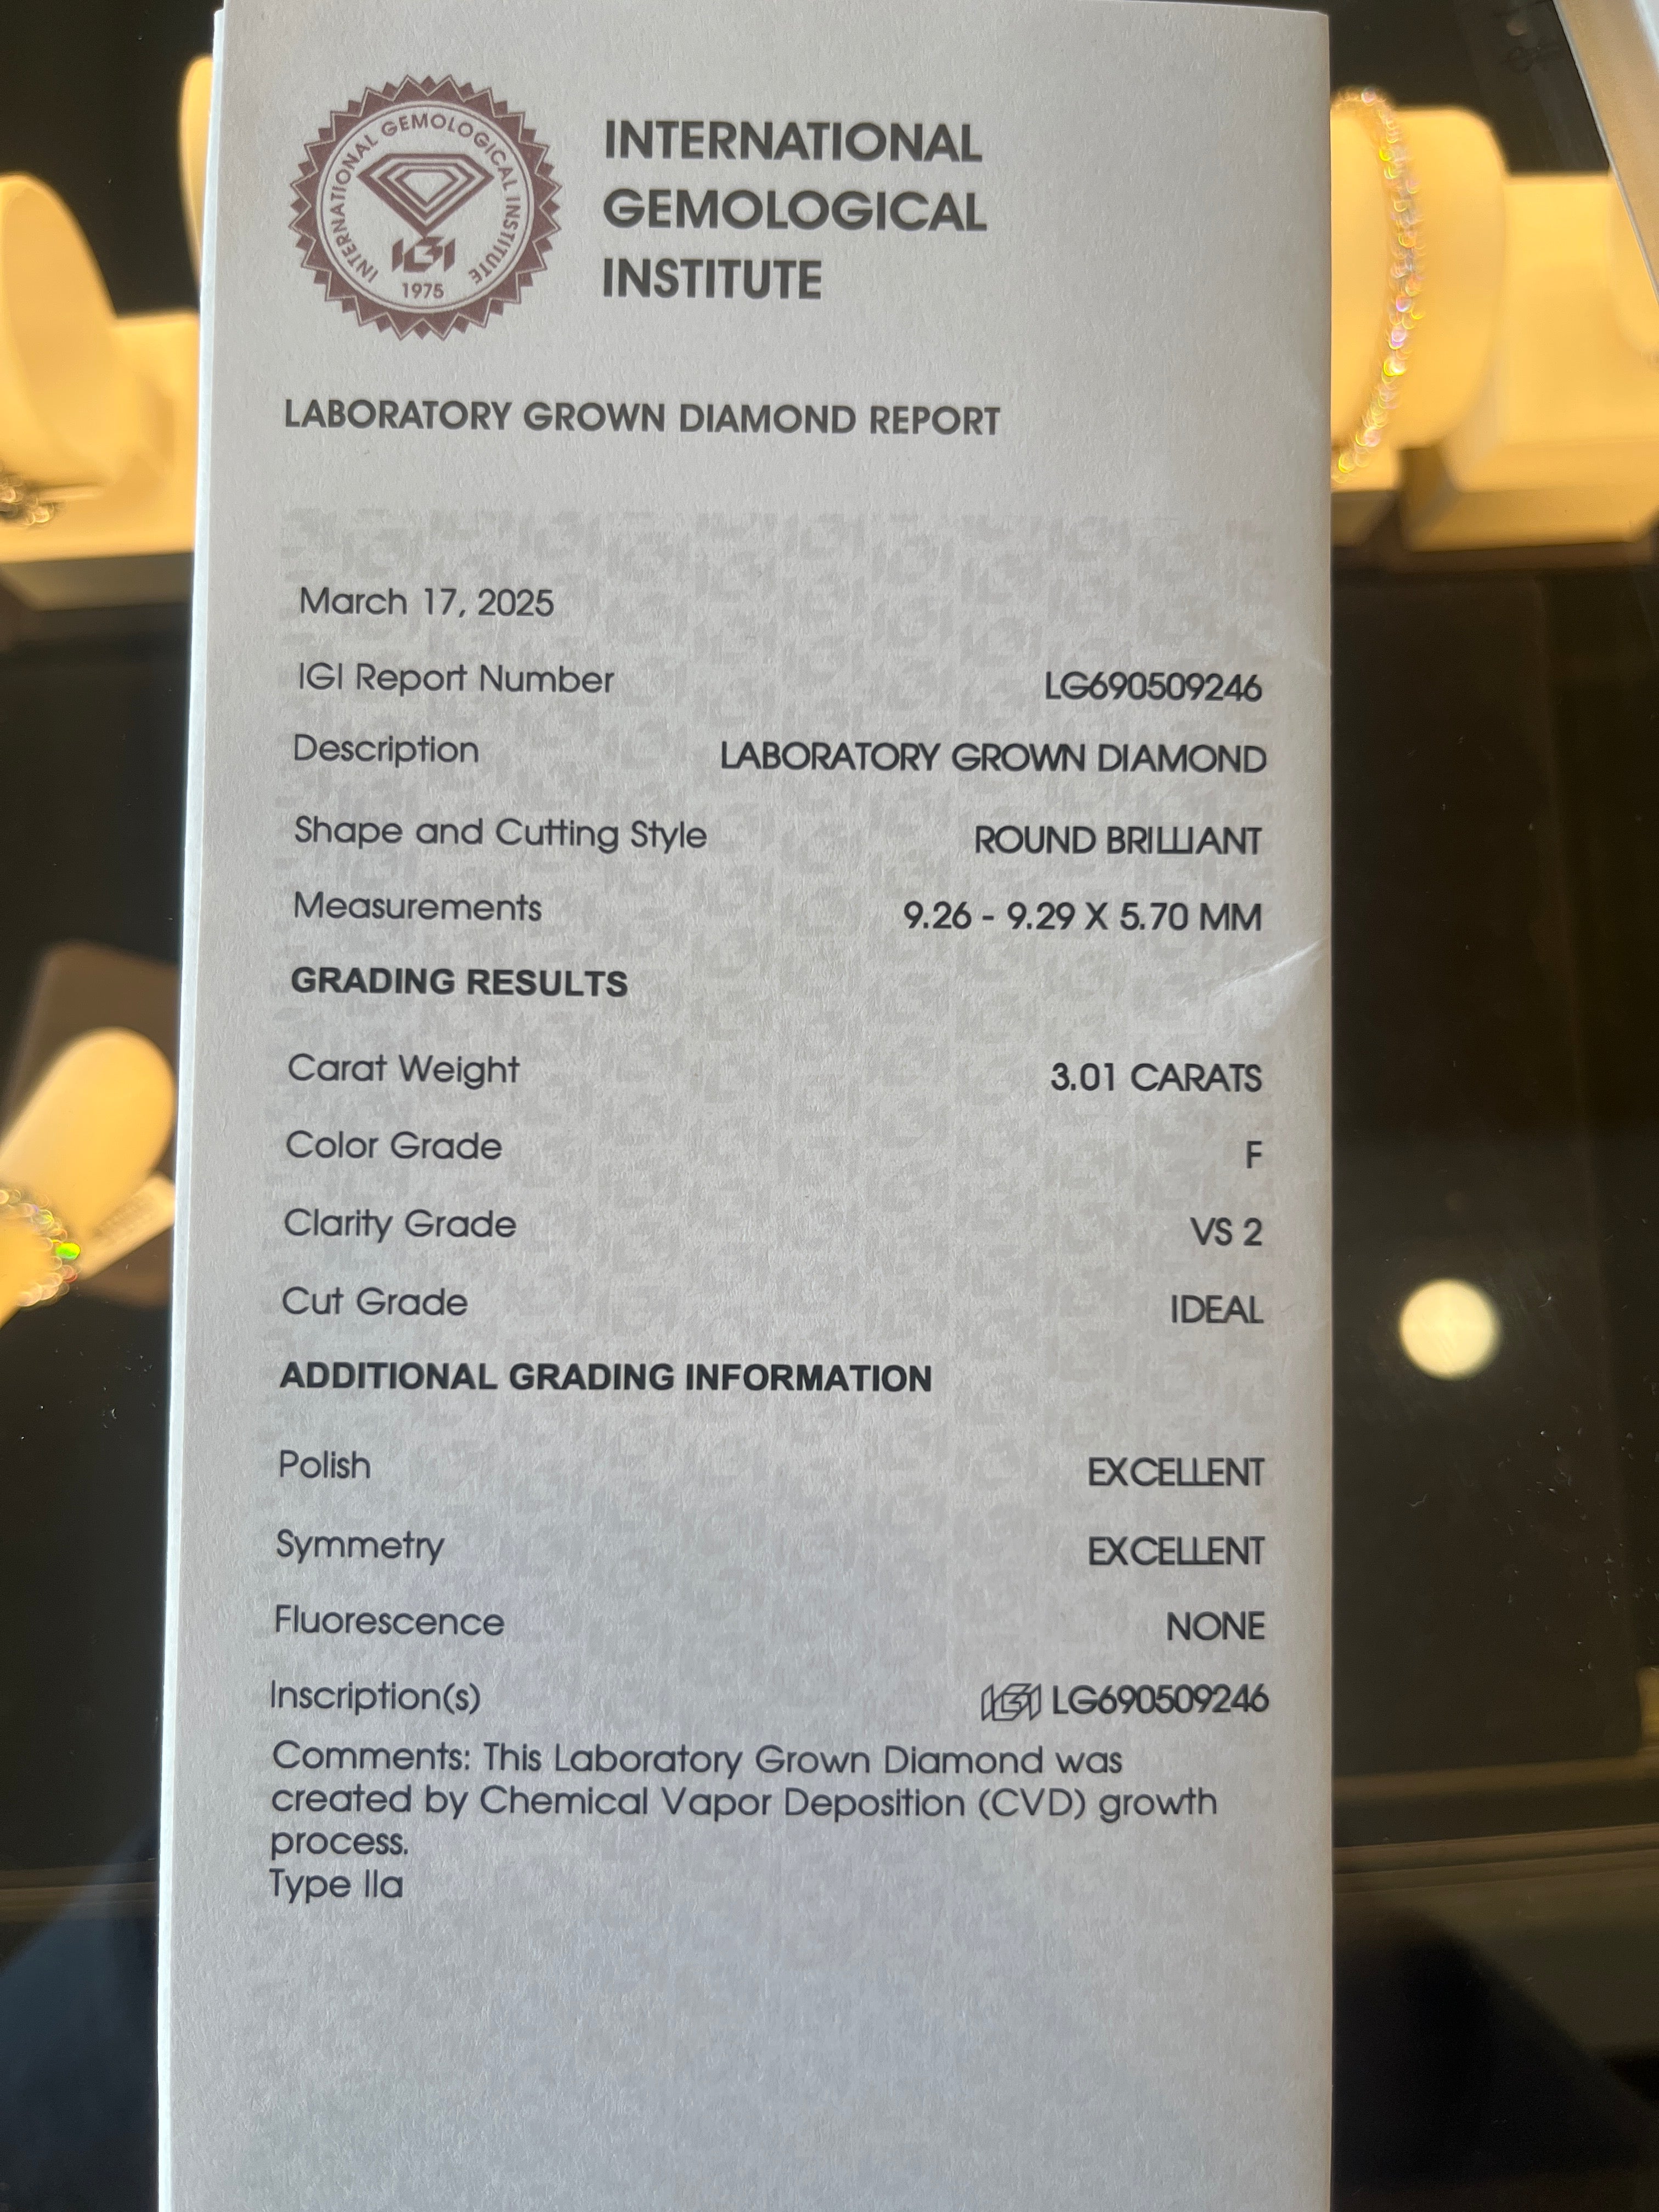 INTERNATIONAL GEMOLOGICAL INSTITUTE
IGI
1975
INTERNATIONAL
GEMOLOGICAL
INSTITUTE
LABORATORY GROWN DIAMOND REPORT
March 17, 2025
IGI Report Number LG690509246
Description LABORATORY GROWN DIAMOND
Shape and Cutting Style ROUND BRILLIANT
Measurements 9.26 - 9.29 X 5.70 MM
GRADING RESULTS
Carat Weight 3.01 CARATS
Color Grade F
Clarity Grade VS 2
Cut Grade IDEAL
ADDITIONAL GRADING INFORMATION
Polish EXCELLENT
Symmetry EXCELLENT
Fluorescence NONE
Inscription(s) IGI LG690509246
Comments: This Laboratory Grown Diamond was
created by Chemical Vapor Deposition (CVD) growth
process.
Type IIa